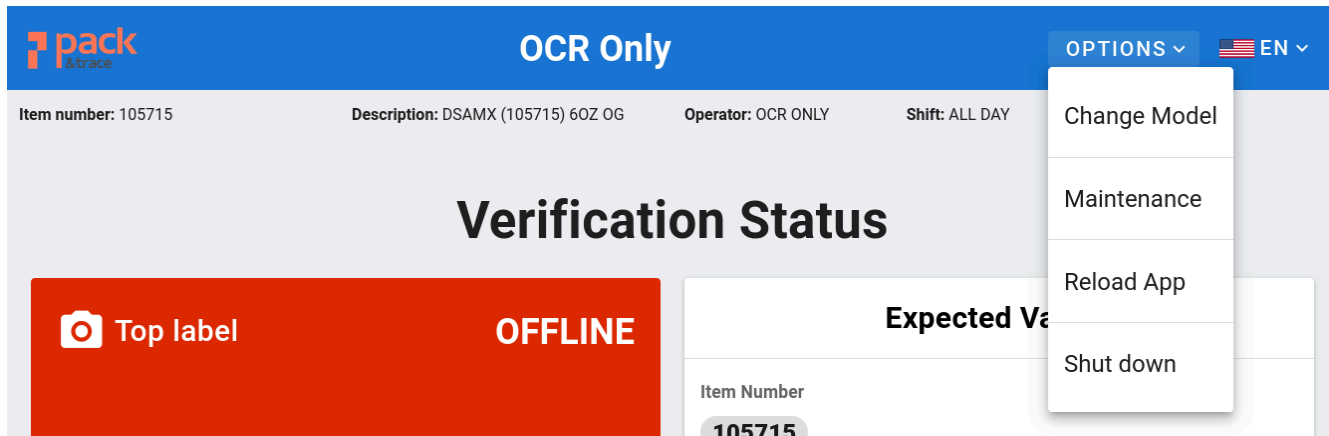 pack
&trace
OCR Only
OPTIONS
EN
Item number: 105715
Description: DSAMX (105715) 6OZ OG
Operator: OCR ONLY
Shift: ALL DAY
Change Model
Maintenance
Reload App
Shut down
Verification Status
Top label
OFFLINE
Expected
Item Number
105715